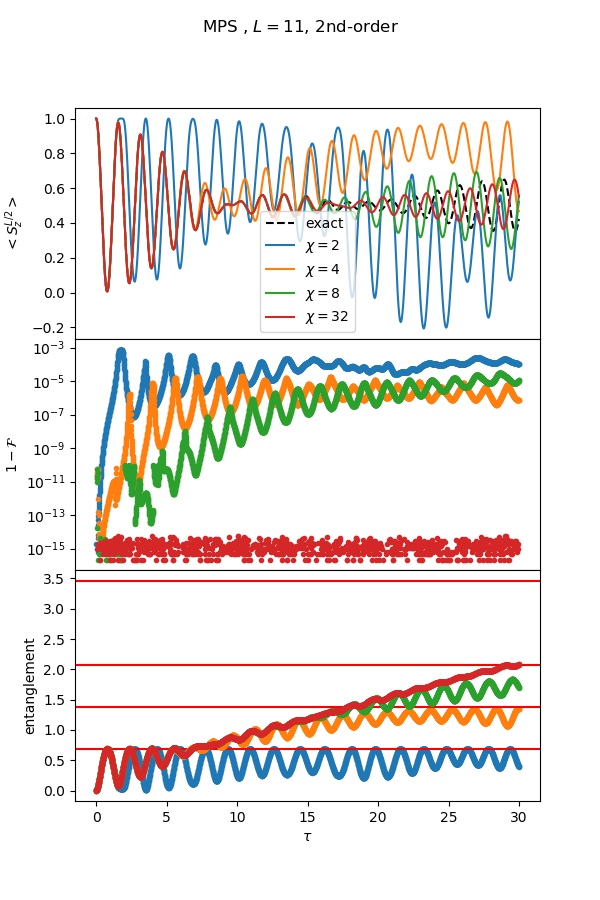 MPS , L = 11, 2nd-order
1.0
0.8
0.6
0.4
0.2
0.0
−0.2
< S_z^{L/2} >
exact
χ = 2
χ = 4
χ = 8
χ = 32
10⁻³
10⁻⁵
10⁻⁷
10⁻⁹
10⁻¹¹
10⁻¹³
10⁻¹⁵
1 − ℱ
3.5
3.0
2.5
2.0
1.5
1.0
0.5
0.0
entanglement
0 5 10 15 20 25 30
τ